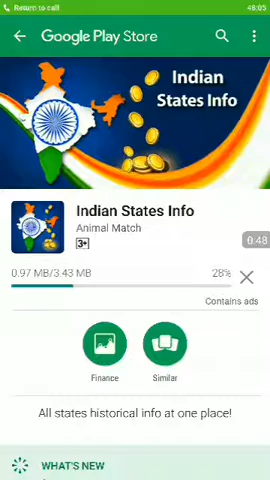 Return to call 48:05
Google Play Store
Indian
States Info
Indian States Info
Animal Match
3+
0:48
0.97 MB/3.43 MB 28%
Contains ads
Finance Similar
All states historical info at one place!
WHAT'S NEW